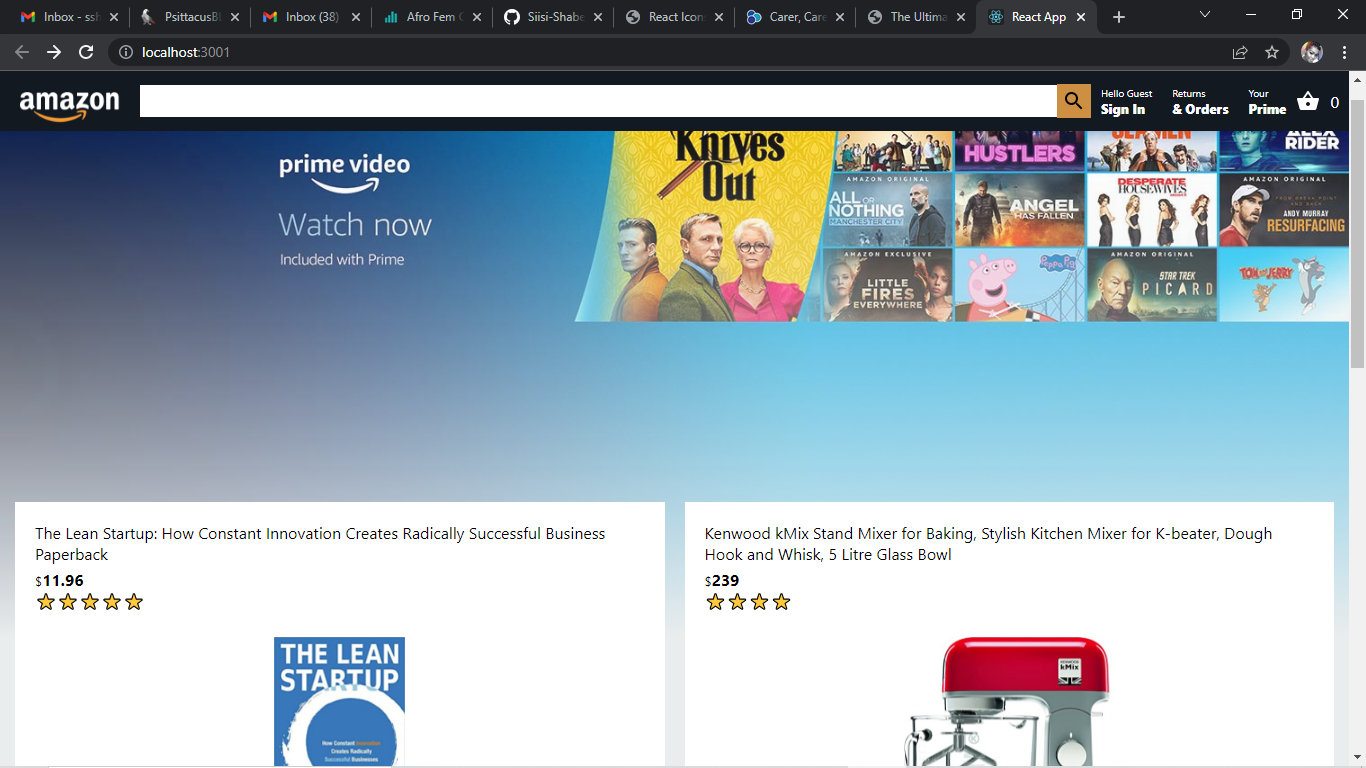 Inbox - ssh
PsittacusBL
Inbox (38)
Afro Fem C
Siisi-Shabe
React Icons
Carer, Care
The Ultima
React App
localhost:3001
amazon
Hello Guest
Sign In
Returns
& Orders
Your
Prime
0
prime video
Watch now
Included with Prime
Knives
Out
HUSTLERS
ALEX
RIDER
AMAZON ORIGINAL
ALL OR
NOTHING
MANCHESTER CITY
ANGEL
HAS FALLEN
DESPERATE
HOUSEWIVES
AMAZON ORIGINAL
ANDY MURRAY
RESURFACING
AMAZON EXCLUSIVE
LITTLE
FIRES
EVERYWHERE
Peppa Pig
AMAZON ORIGINAL
STAR TREK
PICARD
TOM AND JERRY
The Lean Startup: How Constant Innovation Creates Radically Successful Business
Paperback
$11.96
THE LEAN
STARTUP
How Constant Innovation
Creates Radically
Successful Businesses
Kenwood kMix Stand Mixer for Baking, Stylish Kitchen Mixer for K-beater, Dough
Hook and Whisk, 5 Litre Glass Bowl
$239
KENWOOD
kMix